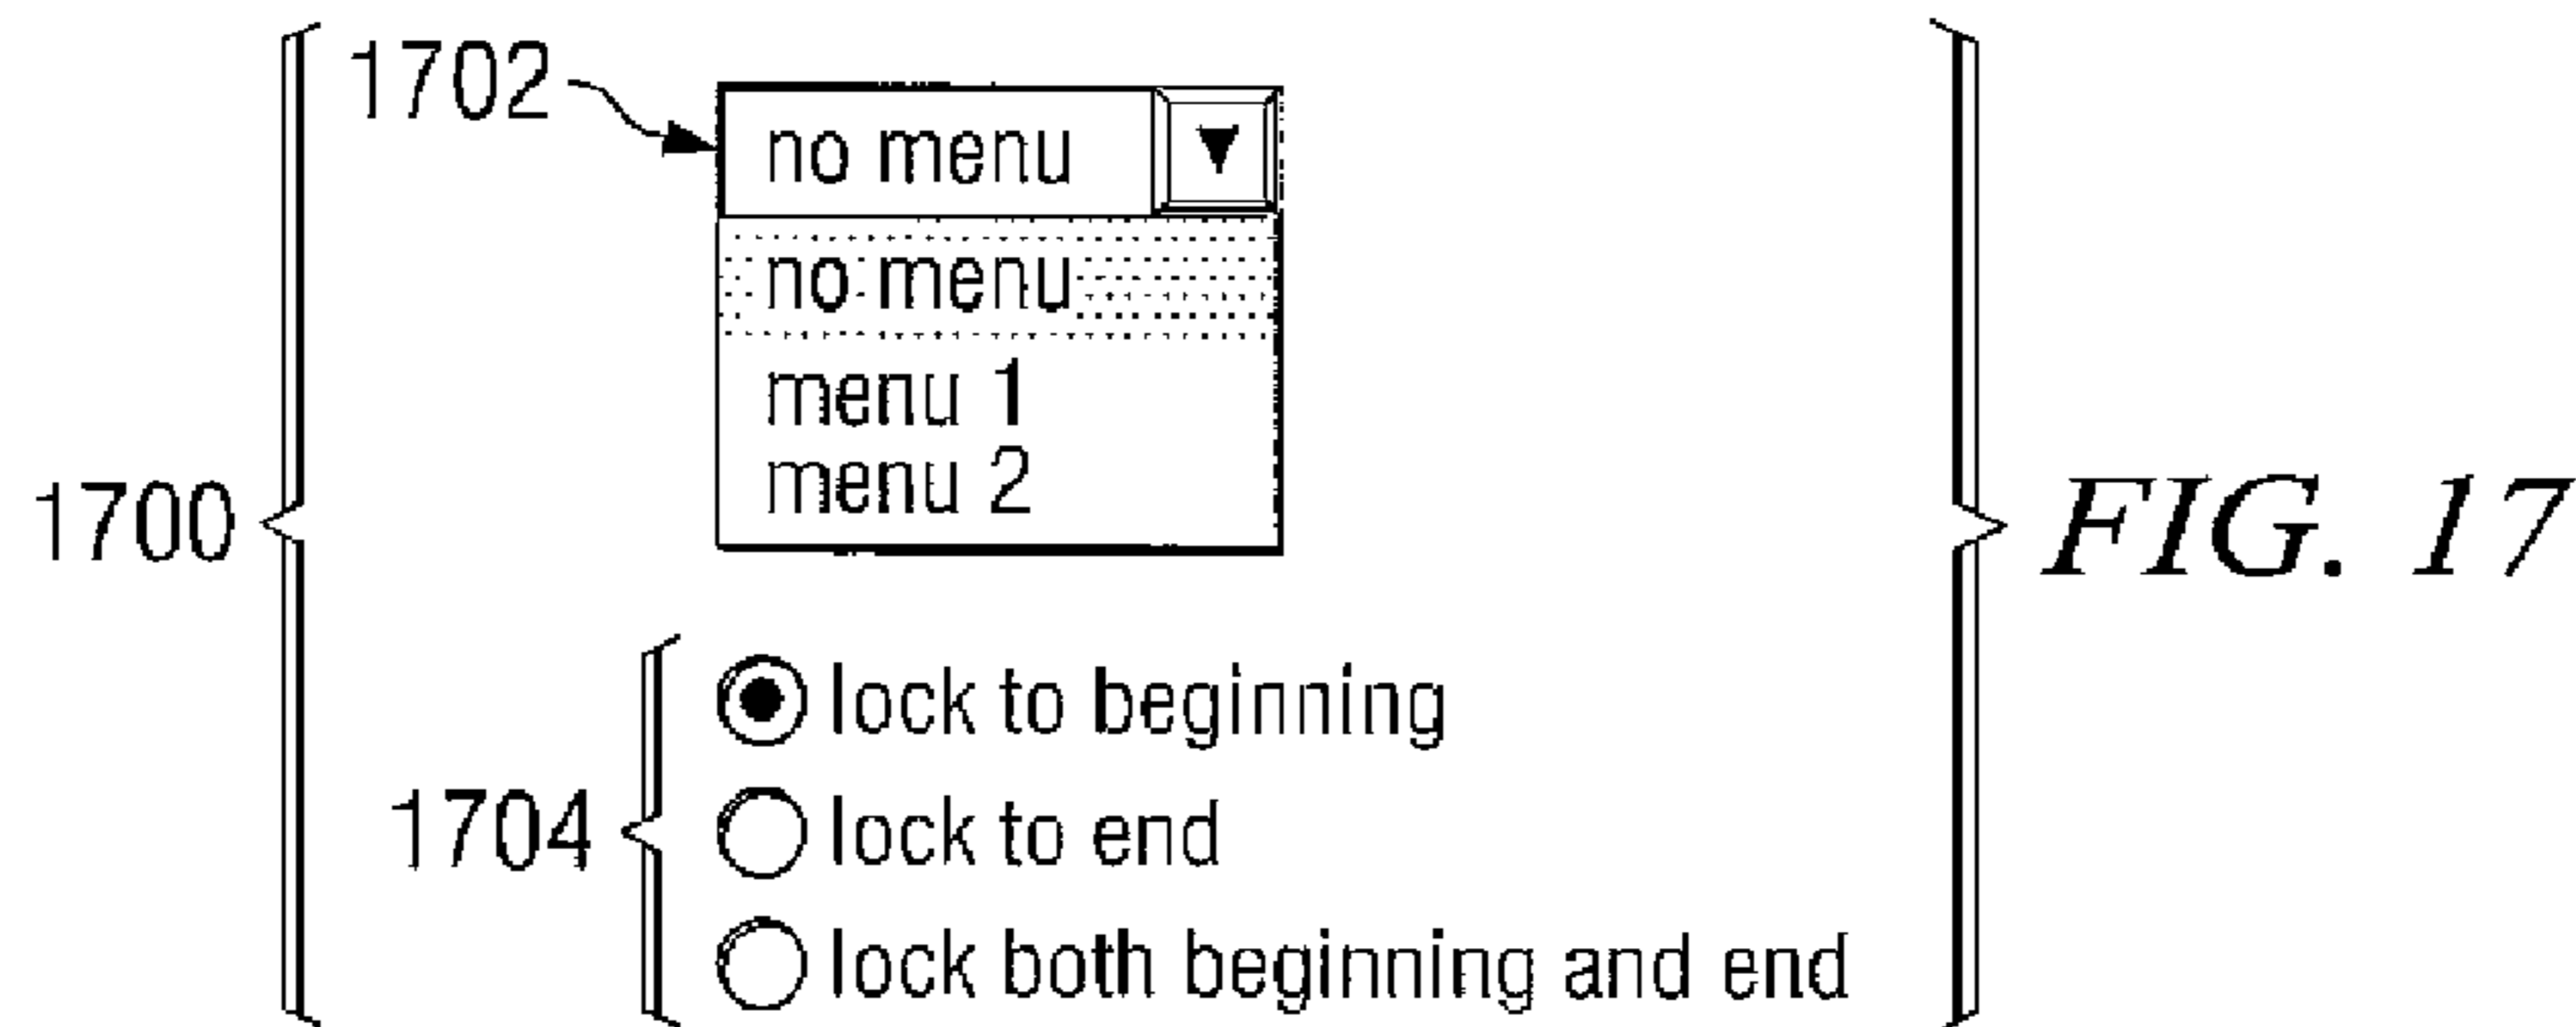 1702
no menu
no menu
menu 1
menu 2
1700
FIG. 17
lock to beginning
1704
lock to end
lock both beginning and end